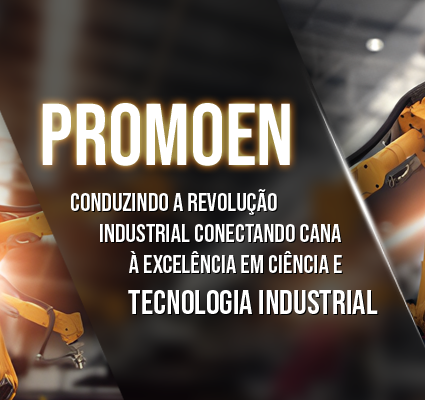 PROMOEN
CONDUZINDO A REVOLUÇÃO
INDUSTRIAL CONECTANDO CANA
À EXCELÊNCIA EM CIÊNCIA E
TECNOLOGIA INDUSTRIAL